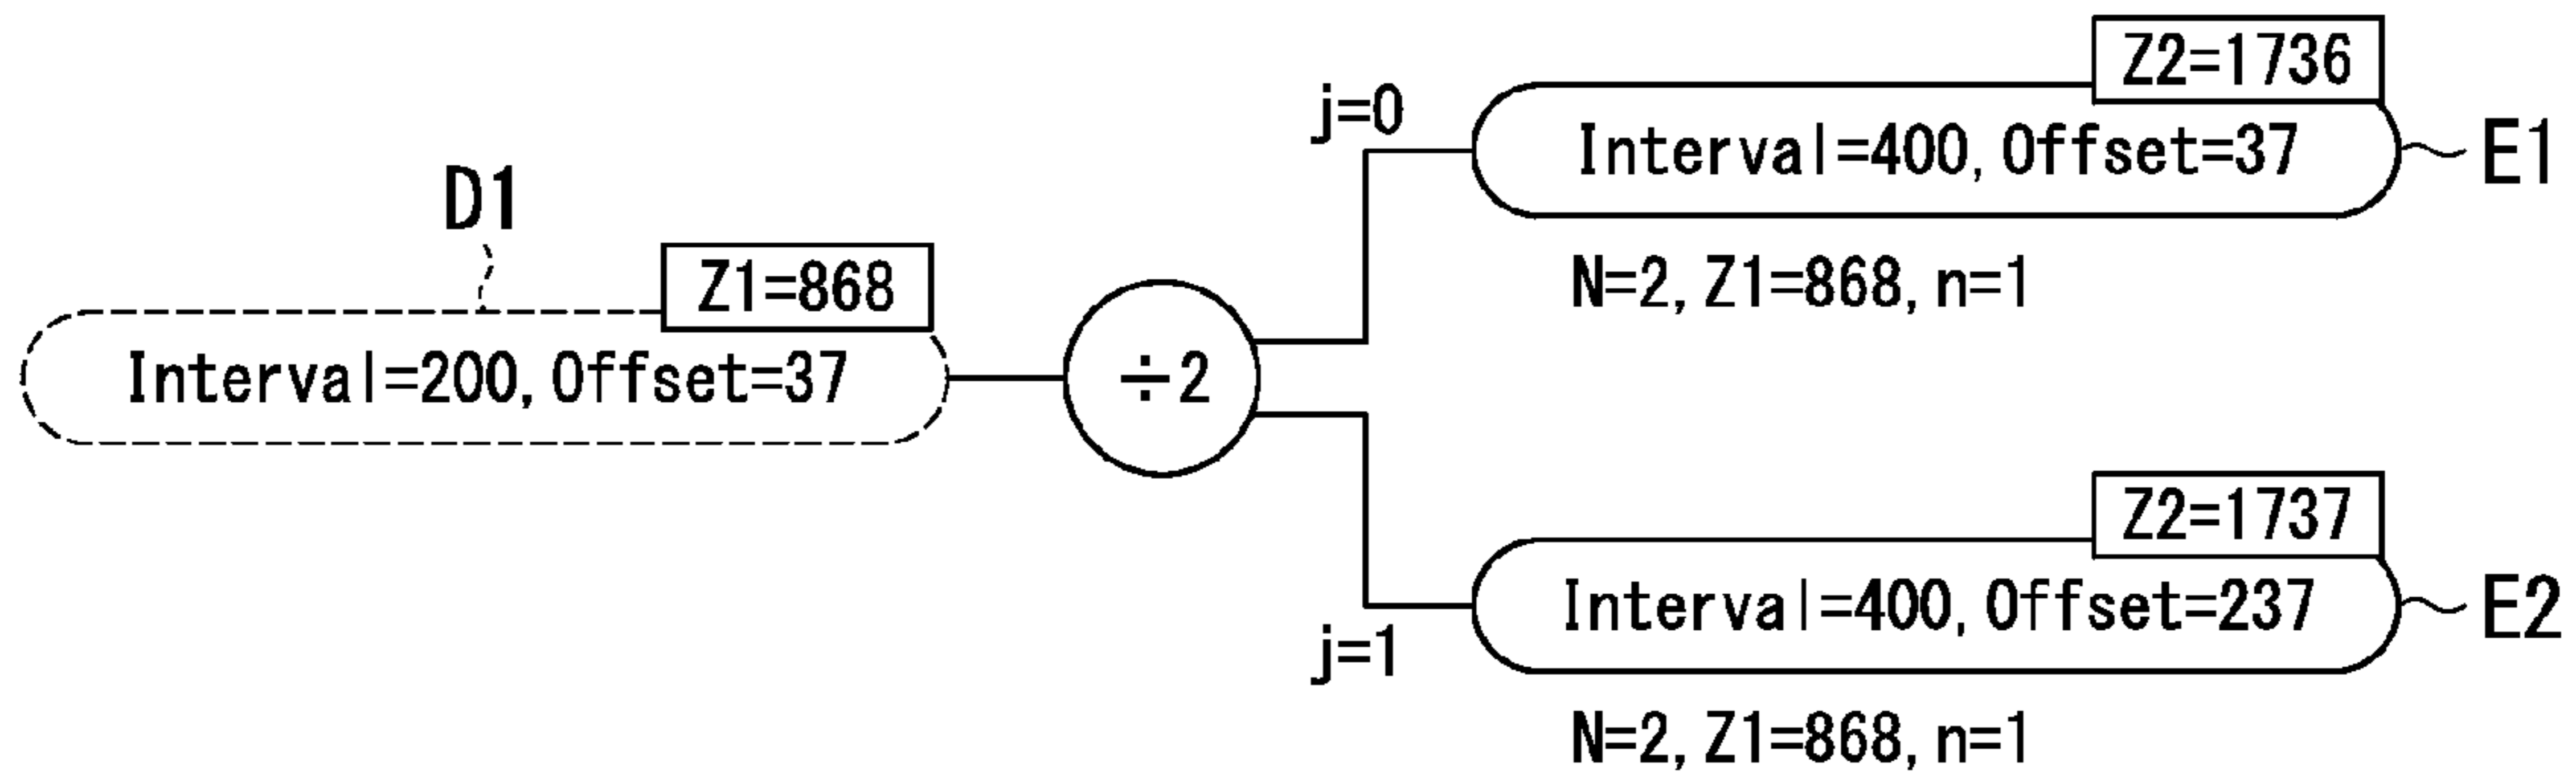 D1
Z1=868
Interval=200, Offset=37
÷2
j=0
Z2=1736
Interval=400, Offset=37
E1
N=2, Z1=868, n=1
j=1
Z2=1737
Interval=400, Offset=237
E2
N=2, Z1=868, n=1